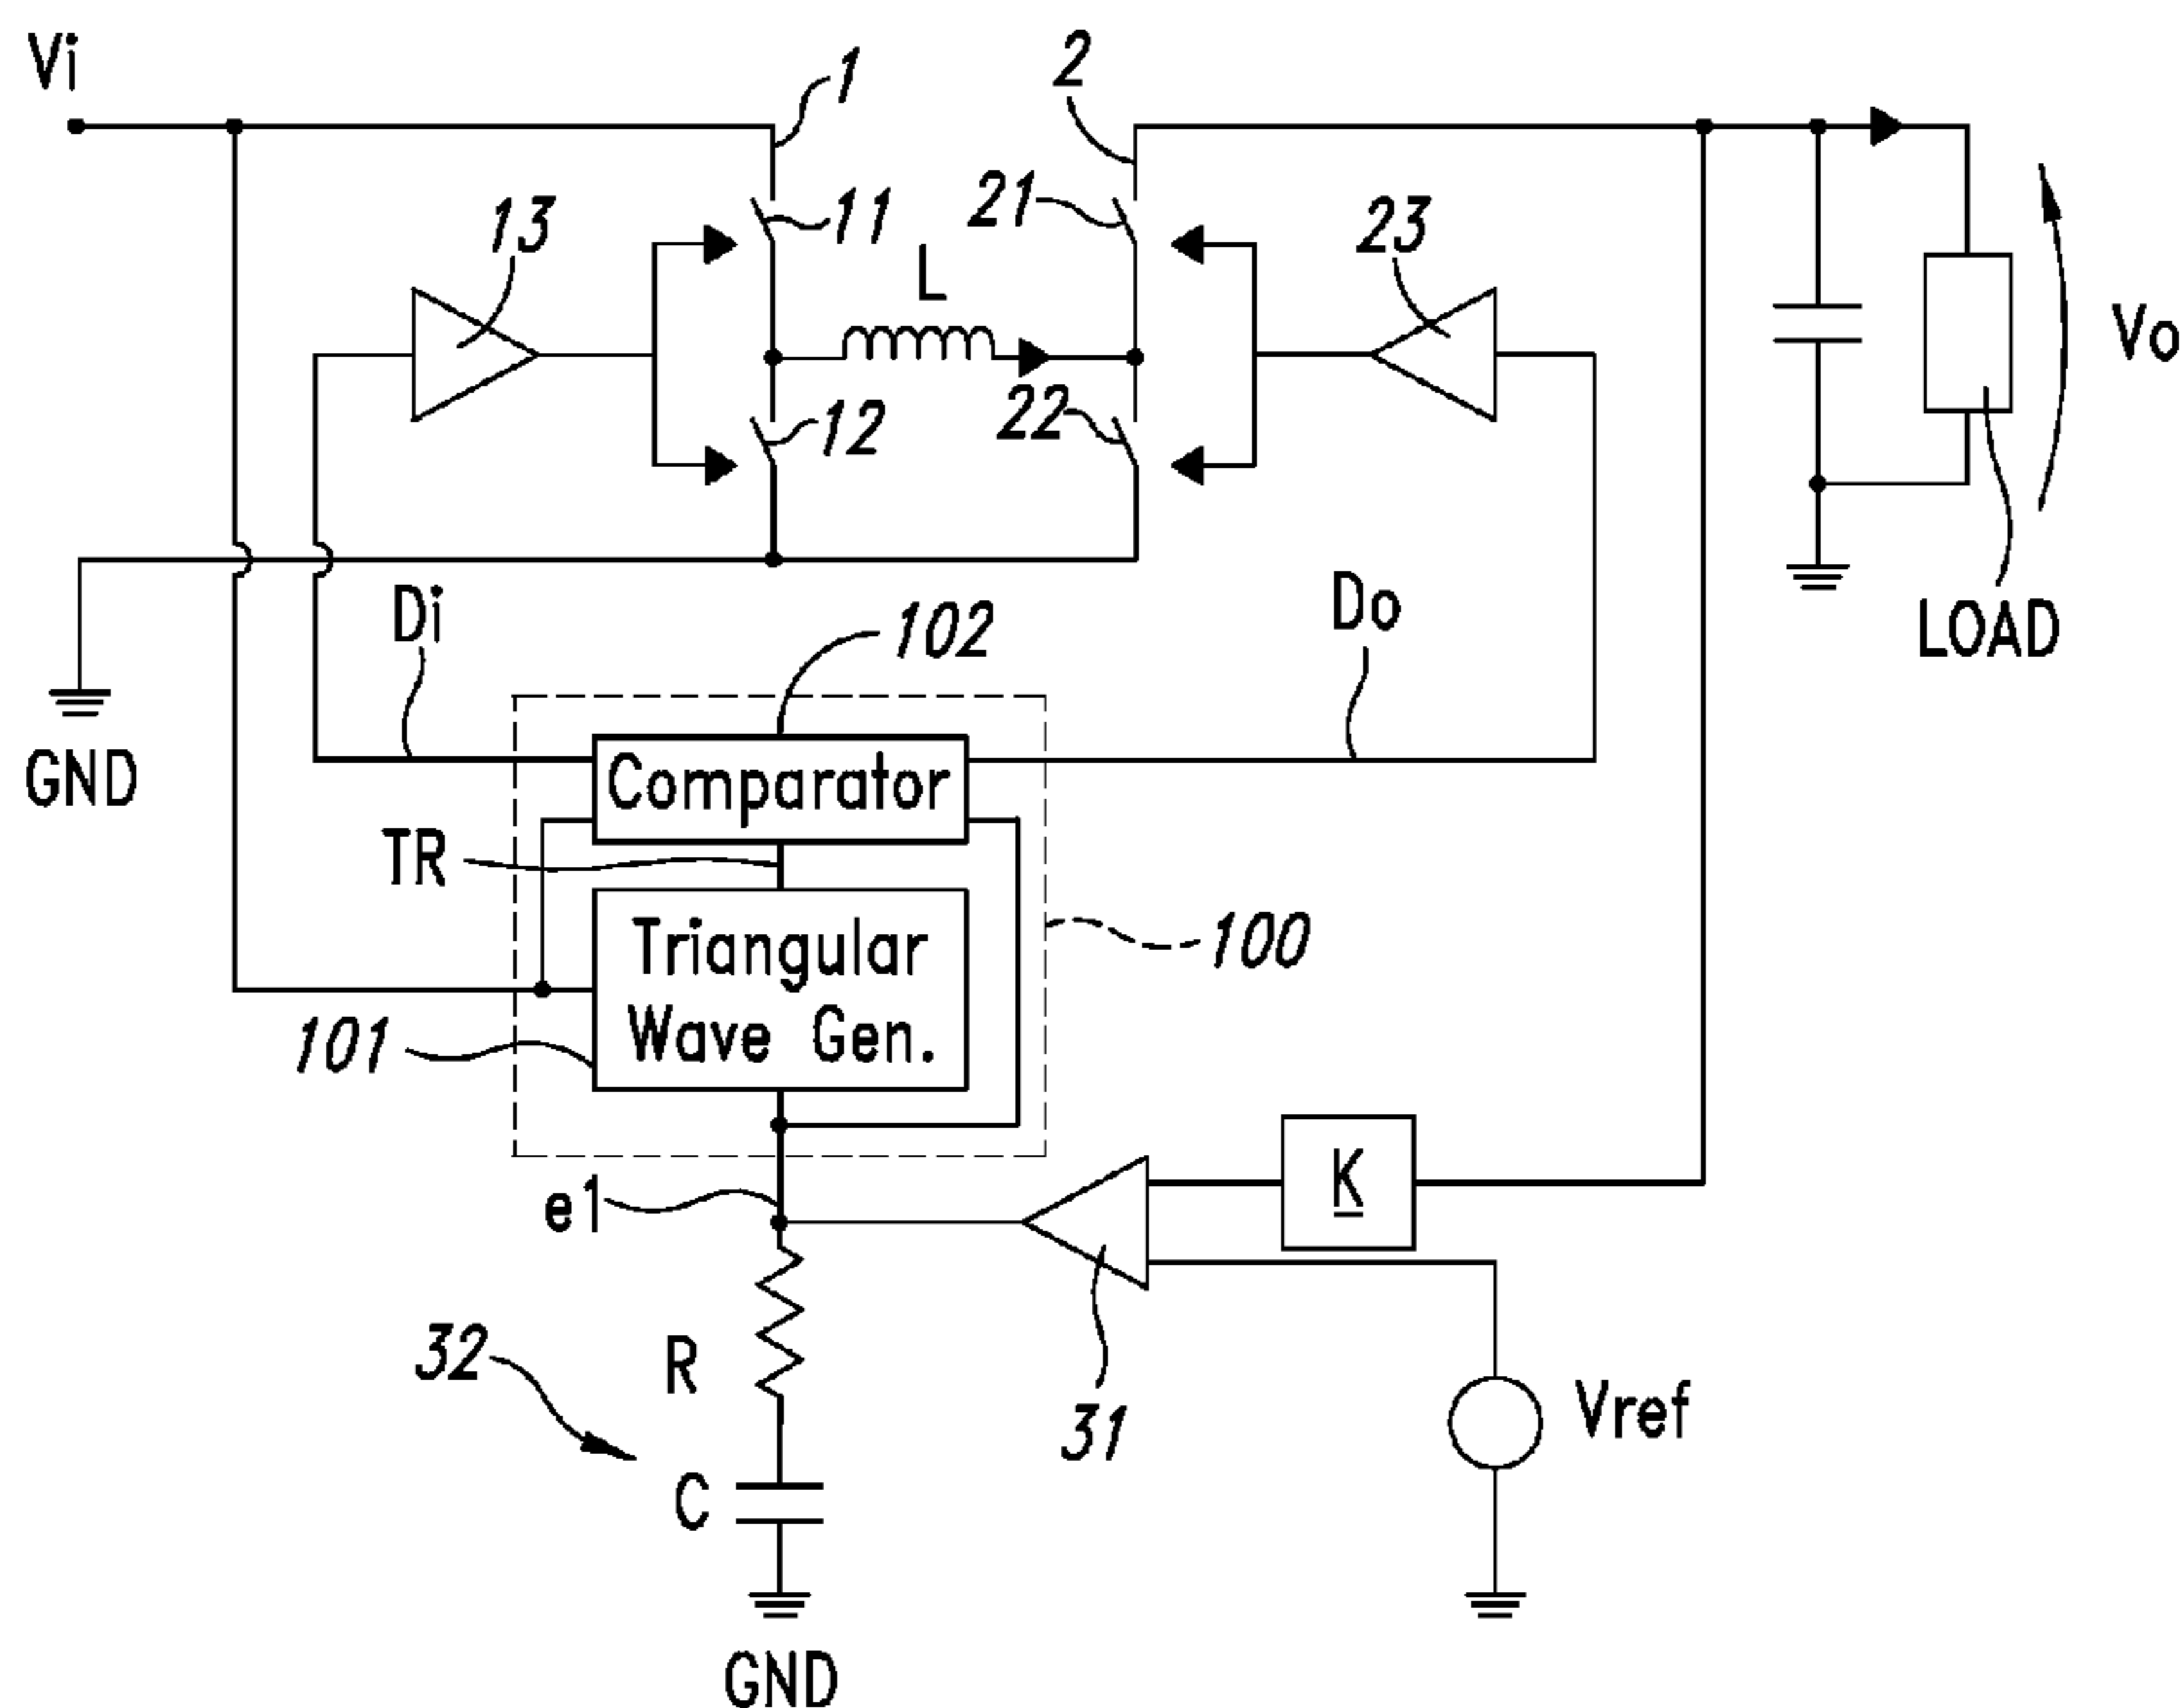 Vi
1
2
13
11
21
23
L
12
22
Vo
Di
102
Do
LOAD
GND
Comparator
TR
Triangular
Wave Gen.
100
101
K
e1
32
R
31
Vref
C
GND